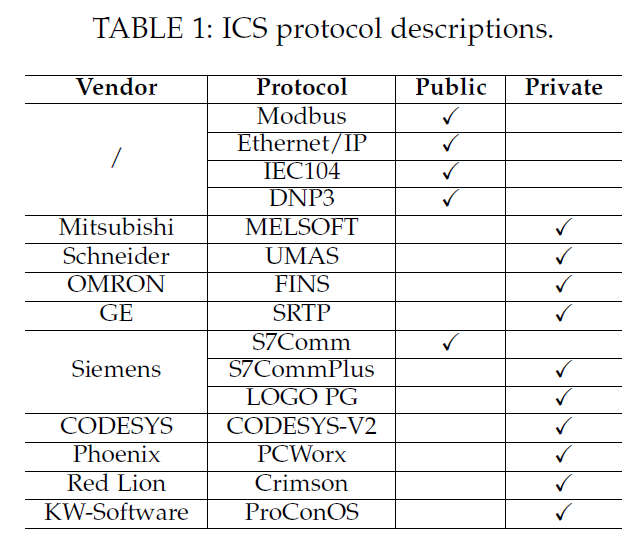 TABLE 1: ICS protocol descriptions.
Vendor Protocol Public Private
/ Modbus ✓
Ethernet/IP ✓
IEC104 ✓
DNP3 ✓
Mitsubishi MELSOFT ✓
Schneider UMAS ✓
OMRON FINS ✓
GE SRTP ✓
Siemens S7Comm ✓
S7CommPlus ✓
LOGO PG ✓
CODESYS CODESYS-V2 ✓
Phoenix PCWorx ✓
Red Lion Crimson ✓
KW-Software ProConOS ✓